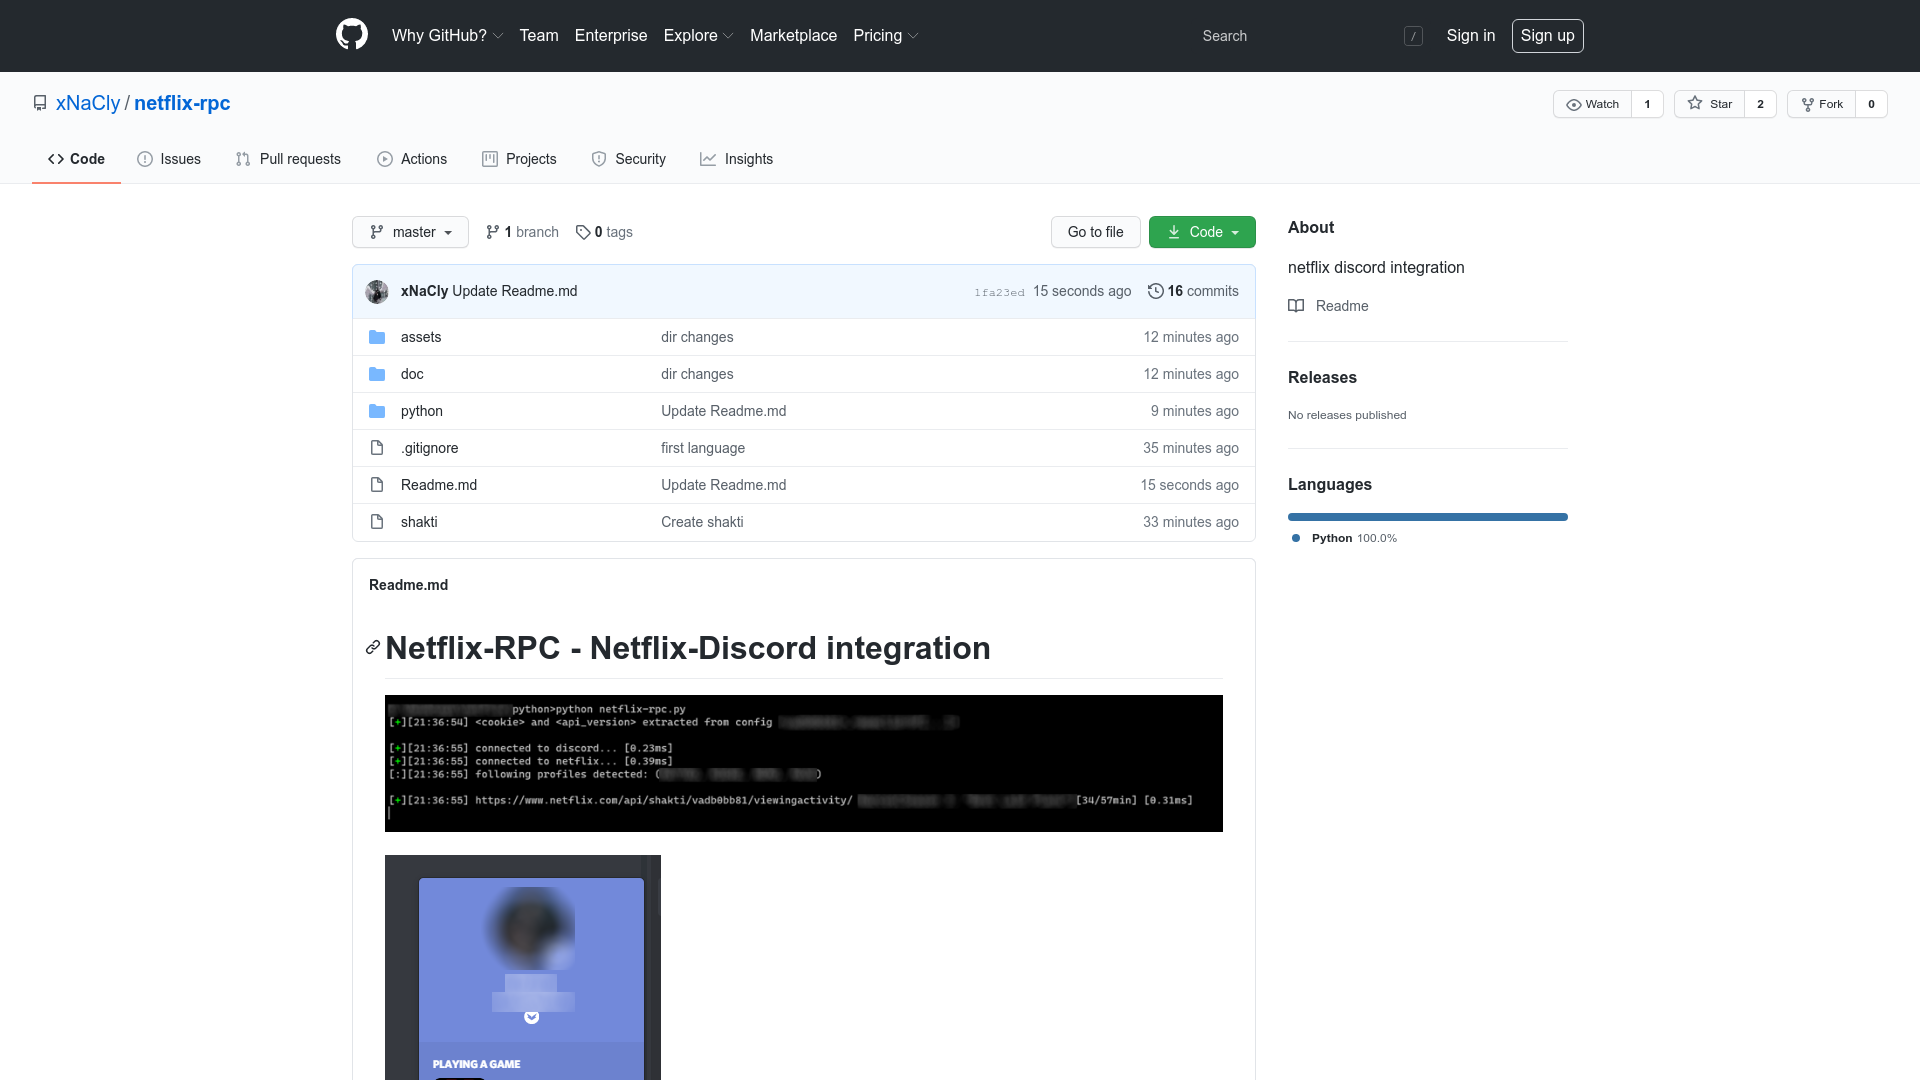 Why GitHub? Team Enterprise Explore Marketplace Pricing Search / Sign in Sign up
xNaCly / netflix-rpc Watch 1 Star 2 Fork 0
Code Issues Pull requests Actions Projects Security Insights
master 1 branch 0 tags Go to file Code
xNaCly Update Readme.md 1fa23ed 15 seconds ago 16 commits
assets dir changes 12 minutes ago
doc dir changes 12 minutes ago
python Update Readme.md 9 minutes ago
.gitignore first language 35 minutes ago
Readme.md Update Readme.md 15 seconds ago
shakti Create shakti 33 minutes ago
About
netflix discord integration
Readme
Releases
No releases published
Languages
Python 100.0%
Readme.md
Netflix-RPC - Netflix-Discord integration
python>python netflix-rpc.py
[+][21:36:54] <cookie> and <api_version> extracted from config
[+][21:36:55] connected to discord... [0.23ms]
[+][21:36:55] connected to netflix... [0.39ms]
[:][21:36:55] following profiles detected: ( )
[+][21:36:55] https://www.netflix.com/api/shakti/vadb0bb81/viewingactivity/ [34/57min] [0.31ms]
PLAYING A GAME